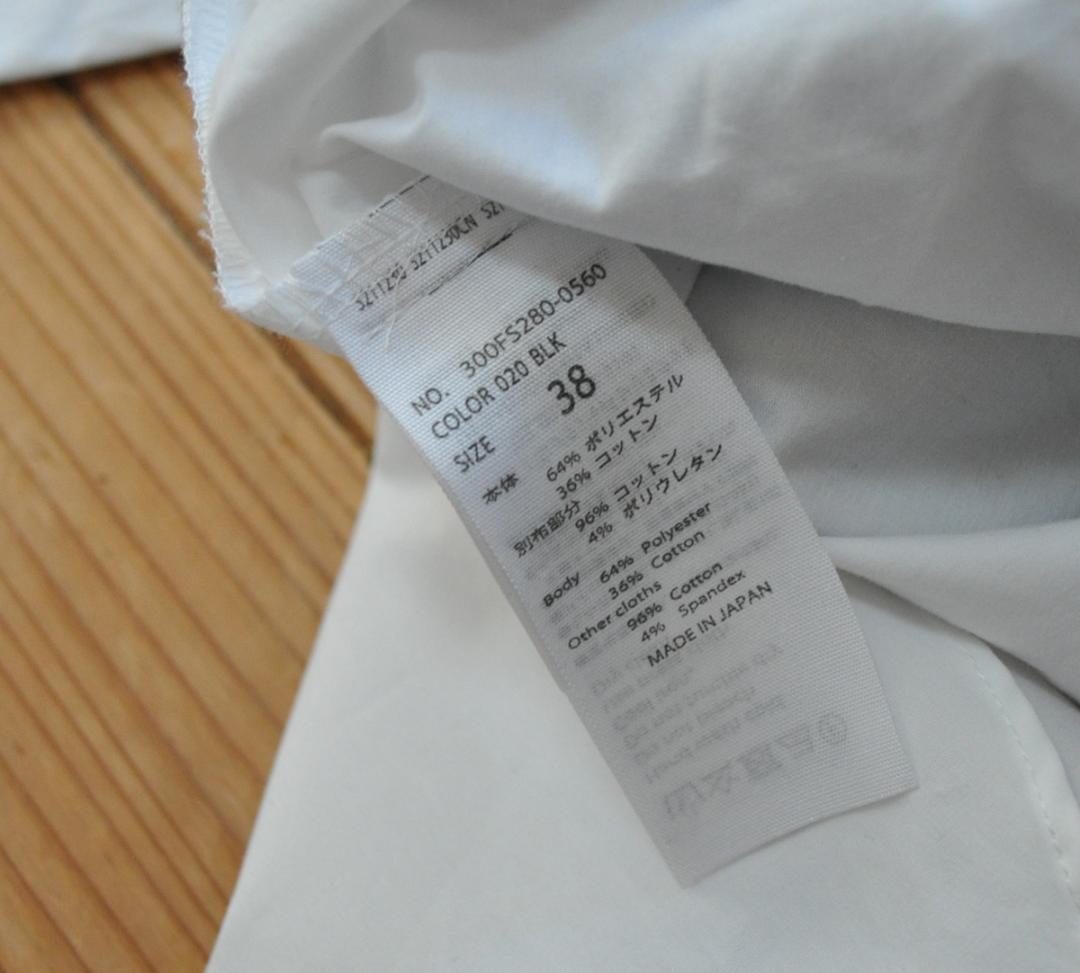 NO. 300FS280-0560
COLOR 020 BLK
SIZE 38
本体 64% ポリエステル
36% コットン
別布部分 96% コットン
4% ポリウレタン
Body 64% Polyester
36% Cotton
Other cloths 96% Cotton
4% Spandex
MADE IN JAPAN